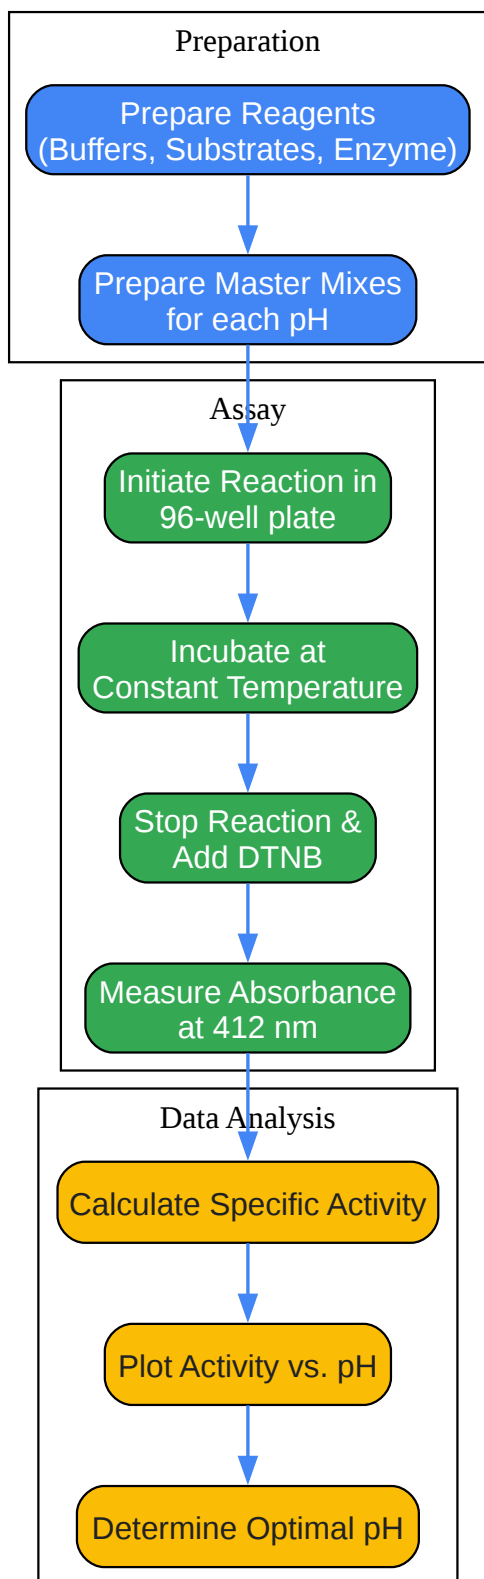 Preparation
Prepare Reagents
(Buffers, Substrates, Enzyme)
Prepare Master Mixes
for each pH
Assay
Initiate Reaction in
96-well plate
Incubate at
Constant Temperature
Stop Reaction &
Add DTNB
Measure Absorbance
at 412 nm
Data Analysis
Calculate Specific Activity
Plot Activity vs. pH
Determine Optimal pH